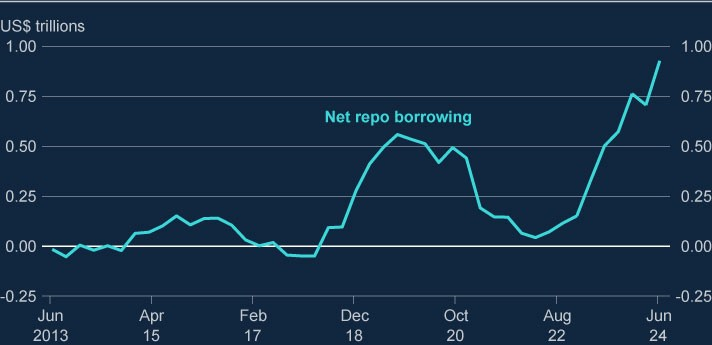 US$ trillions
1.00 1.00
0.75 0.75
Net repo borrowing
0.50 0.50
0.25 0.25
0.00 0.00
-0.25 -0.25
Jun Apr Feb Dec Oct Aug Jun
2013 15 17 18 20 22 24